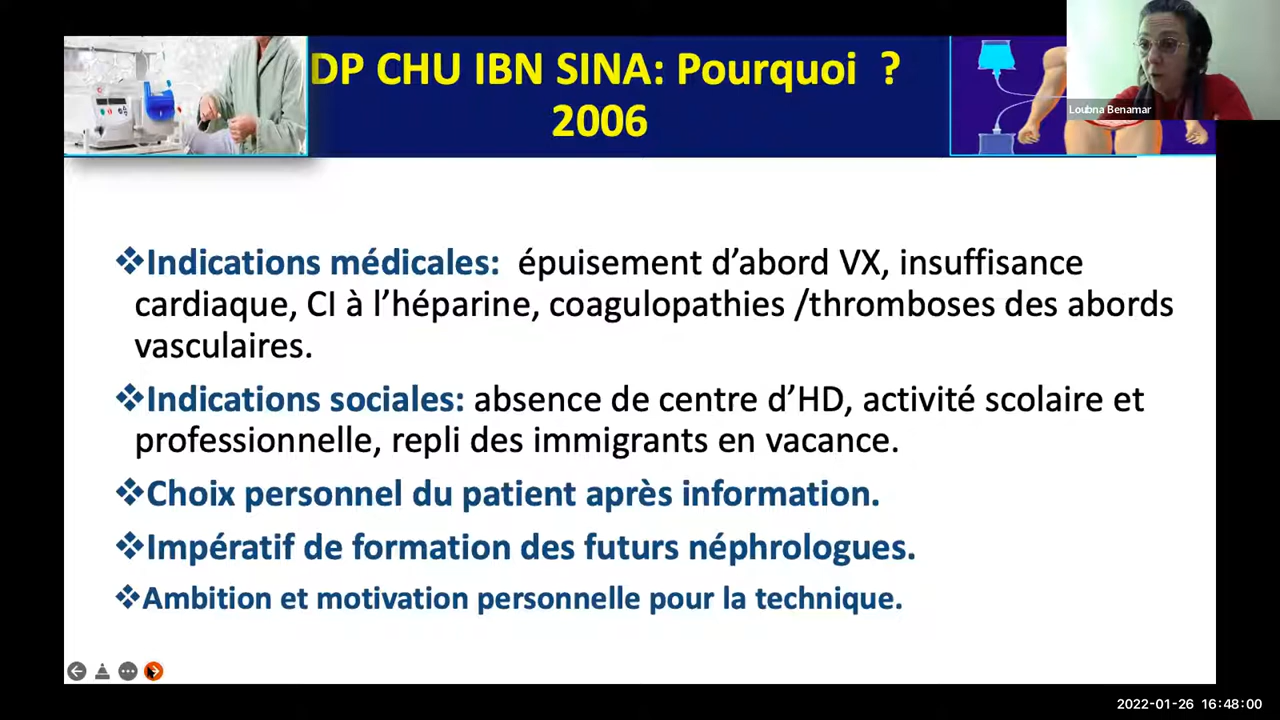 DP CHU IBN SINA: Pourquoi ?
2006
Loubna Benamar
❖Indications médicales: épuisement d’abord VX, insuffisance
cardiaque, CI à l’héparine, coagulopathies /thromboses des abords
vasculaires.
❖Indications sociales: absence de centre d’HD, activité scolaire et
professionnelle, repli des immigrants en vacance.
❖Choix personnel du patient après information.
❖Impératif de formation des futurs néphrologues.
❖Ambition et motivation personnelle pour la technique.
2022-01-26 16:48:00